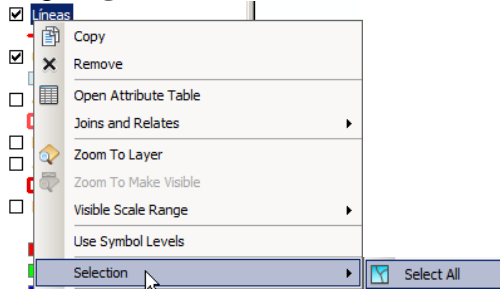 Líneas
Copy
Remove
Open Attribute Table
Joins and Relates
Zoom To Layer
Zoom To Make Visible
Visible Scale Range
Use Symbol Levels
Selection
Select All